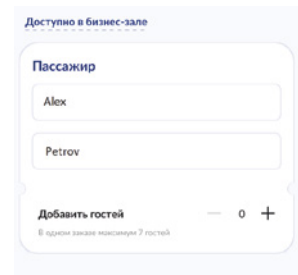 Доступно в бизнес-зале
Пассажир
Alex
Petrov
Добавить гостей
— 0 +
В одном заказе максимум 7 гостей